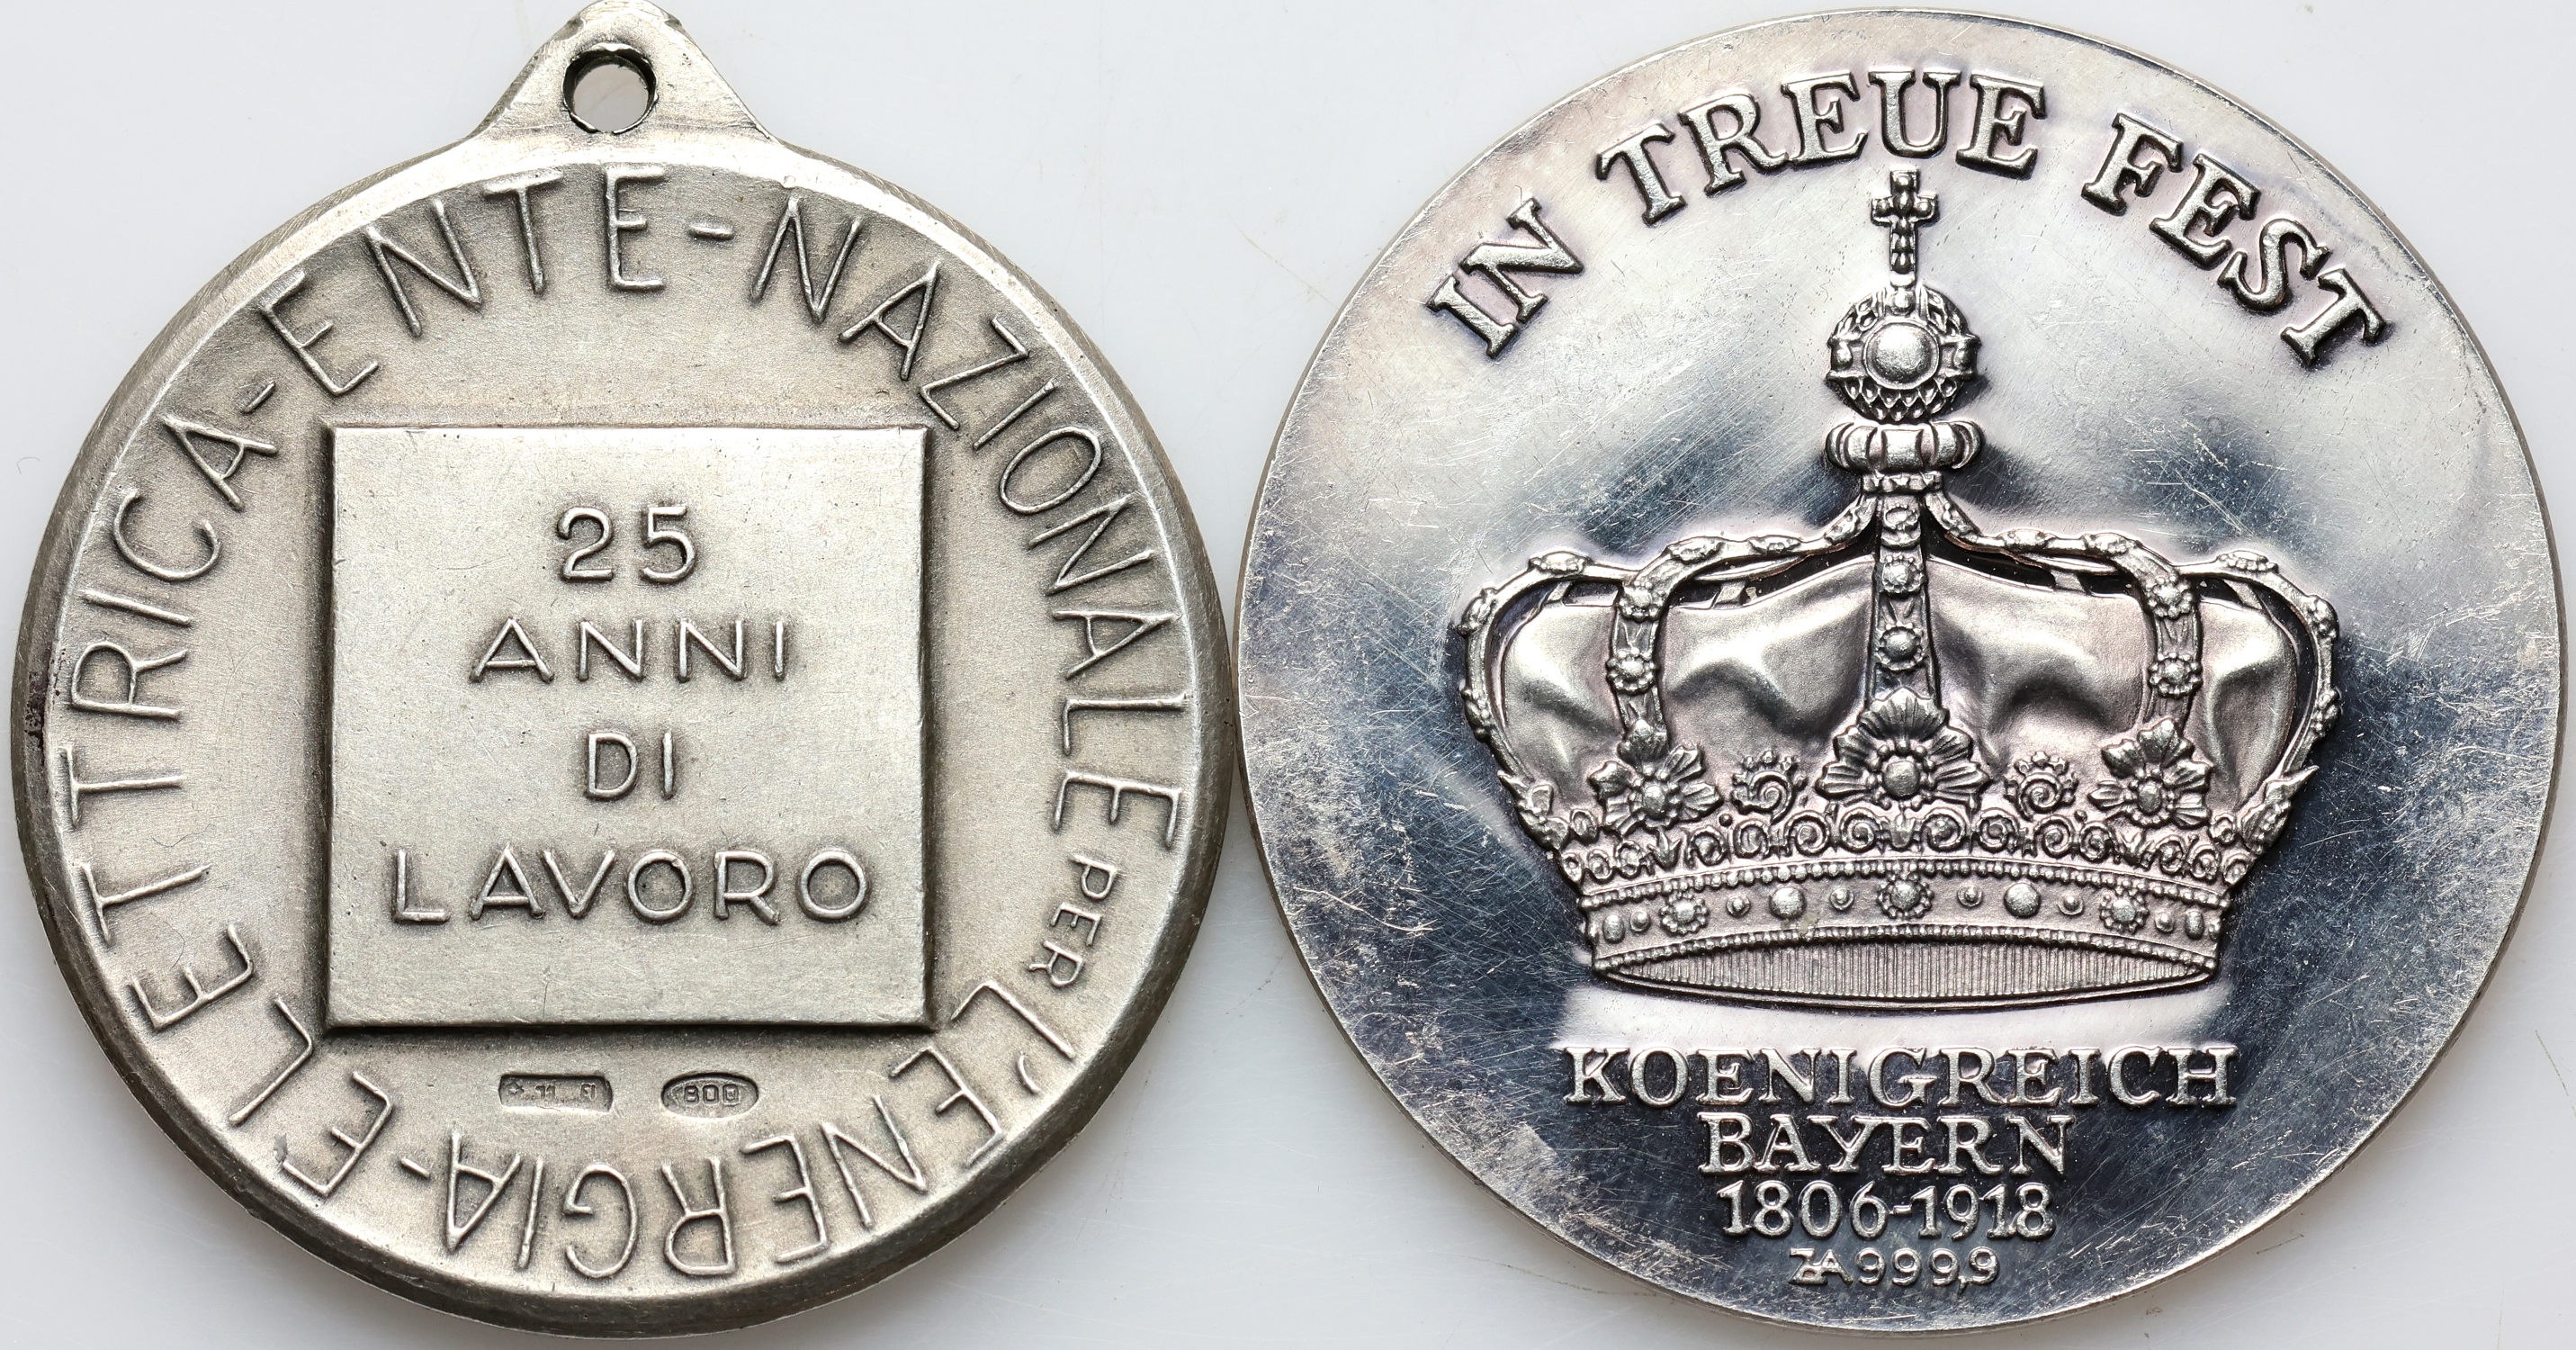 ENTE-NAZIONALE PER L'ENERGIA-ELETTRICA-
25
ANNI
DI
LAVORO
800
IN TREUE FEST
KOENIGREICH
BAYERN
1806-1918
999,9